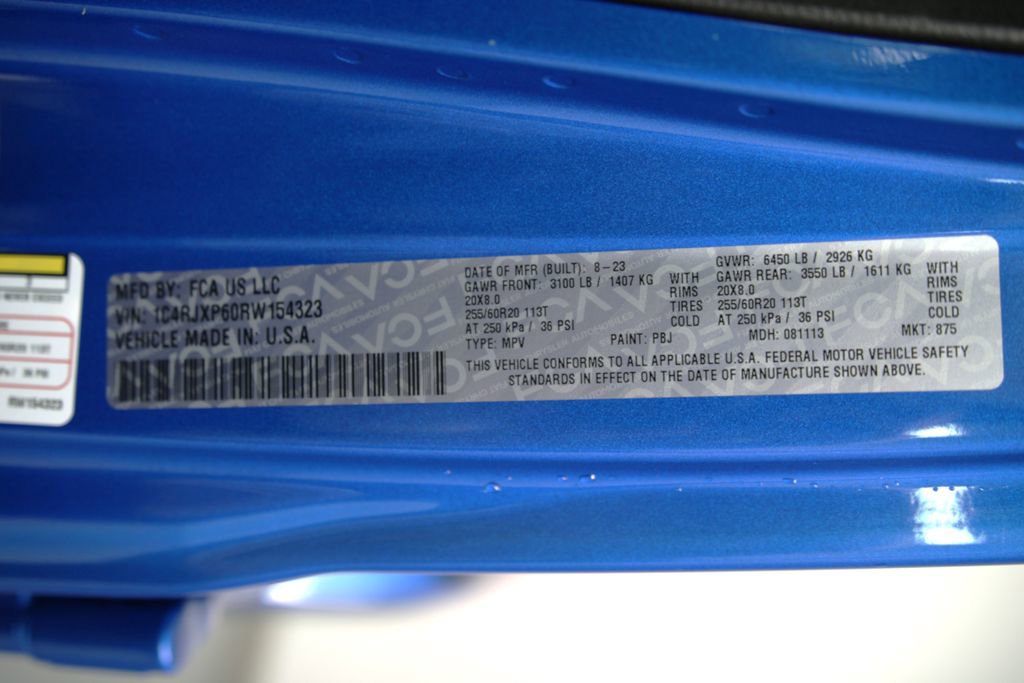 MFD BY: FCA US LLC
VIN: 1C4RJXP60RW154323
VEHICLE MADE IN: U.S.A.
DATE OF MFR (BUILT): 8-23
GAWR FRONT: 3100 LB / 1407 KG WITH
20X8.0 RIMS
255/60R20 113T TIRES
AT 250 kPa / 36 PSI COLD
TYPE: MPV PAINT: PBJ
GVWR: 6450 LB / 2926 KG
GAWR REAR: 3550 LB / 1611 KG WITH
20X8.0 RIMS
255/60R20 113T TIRES
AT 250 kPa / 36 PSI COLD
MDH: 081113 MKT: 875
THIS VEHICLE CONFORMS TO ALL APPLICABLE U.S.A. FEDERAL MOTOR VEHICLE SAFETY
STANDARDS IN EFFECT ON THE DATE OF MANUFACTURE SHOWN ABOVE.
36 PSI
RW154323